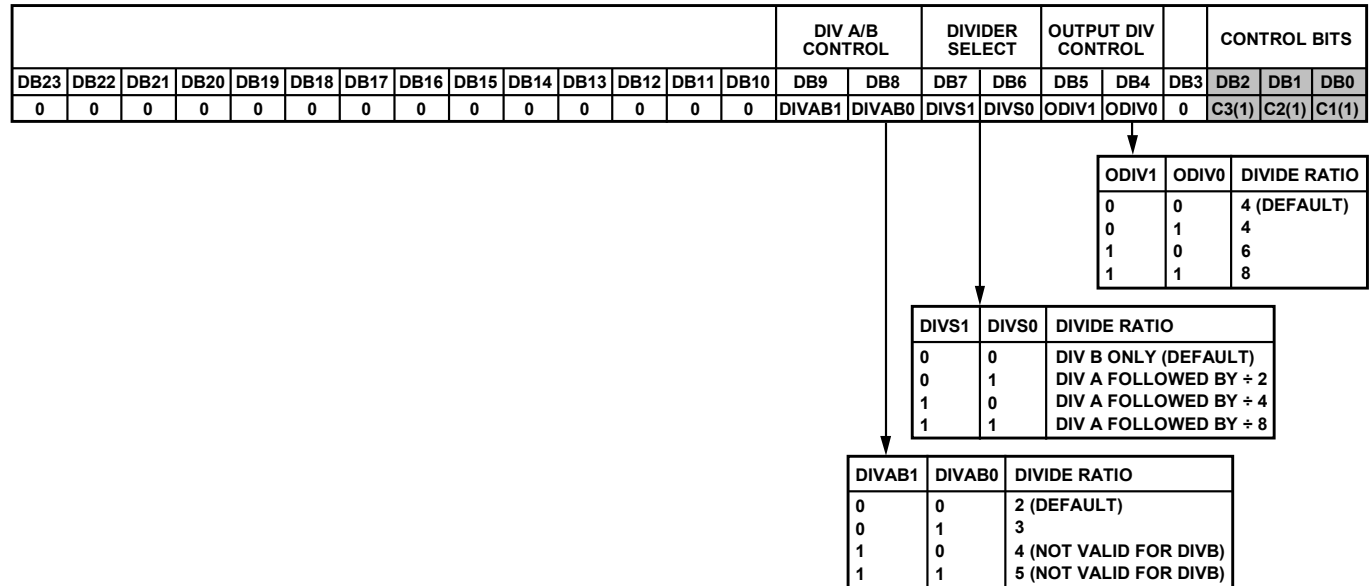 DIV A/B CONTROL DIVIDER SELECT OUTPUT DIV CONTROL CONTROL BITS
DB23 DB22 DB21 DB20 DB19 DB18 DB17 DB16 DB15 DB14 DB13 DB12 DB11 DB10 DB9 DB8 DB7 DB6 DB5 DB4 DB3 DB2 DB1 DB0
0 0 0 0 0 0 0 0 0 0 0 0 0 0 DIVAB1 DIVAB0 DIVS1 DIVS0 ODIV1 ODIV0 0 C3(1) C2(1) C1(1)
ODIV1 ODIV0 DIVIDE RATIO
0 0 4 (DEFAULT)
0 1 4
1 0 6
1 1 8
DIVS1 DIVS0 DIVIDE RATIO
0 0 DIV B ONLY (DEFAULT)
0 1 DIV A FOLLOWED BY ÷ 2
1 0 DIV A FOLLOWED BY ÷ 4
1 1 DIV A FOLLOWED BY ÷ 8
DIVAB1 DIVAB0 DIVIDE RATIO
0 0 2 (DEFAULT)
0 1 3
1 0 4 (NOT VALID FOR DIVB)
1 1 5 (NOT VALID FOR DIVB)